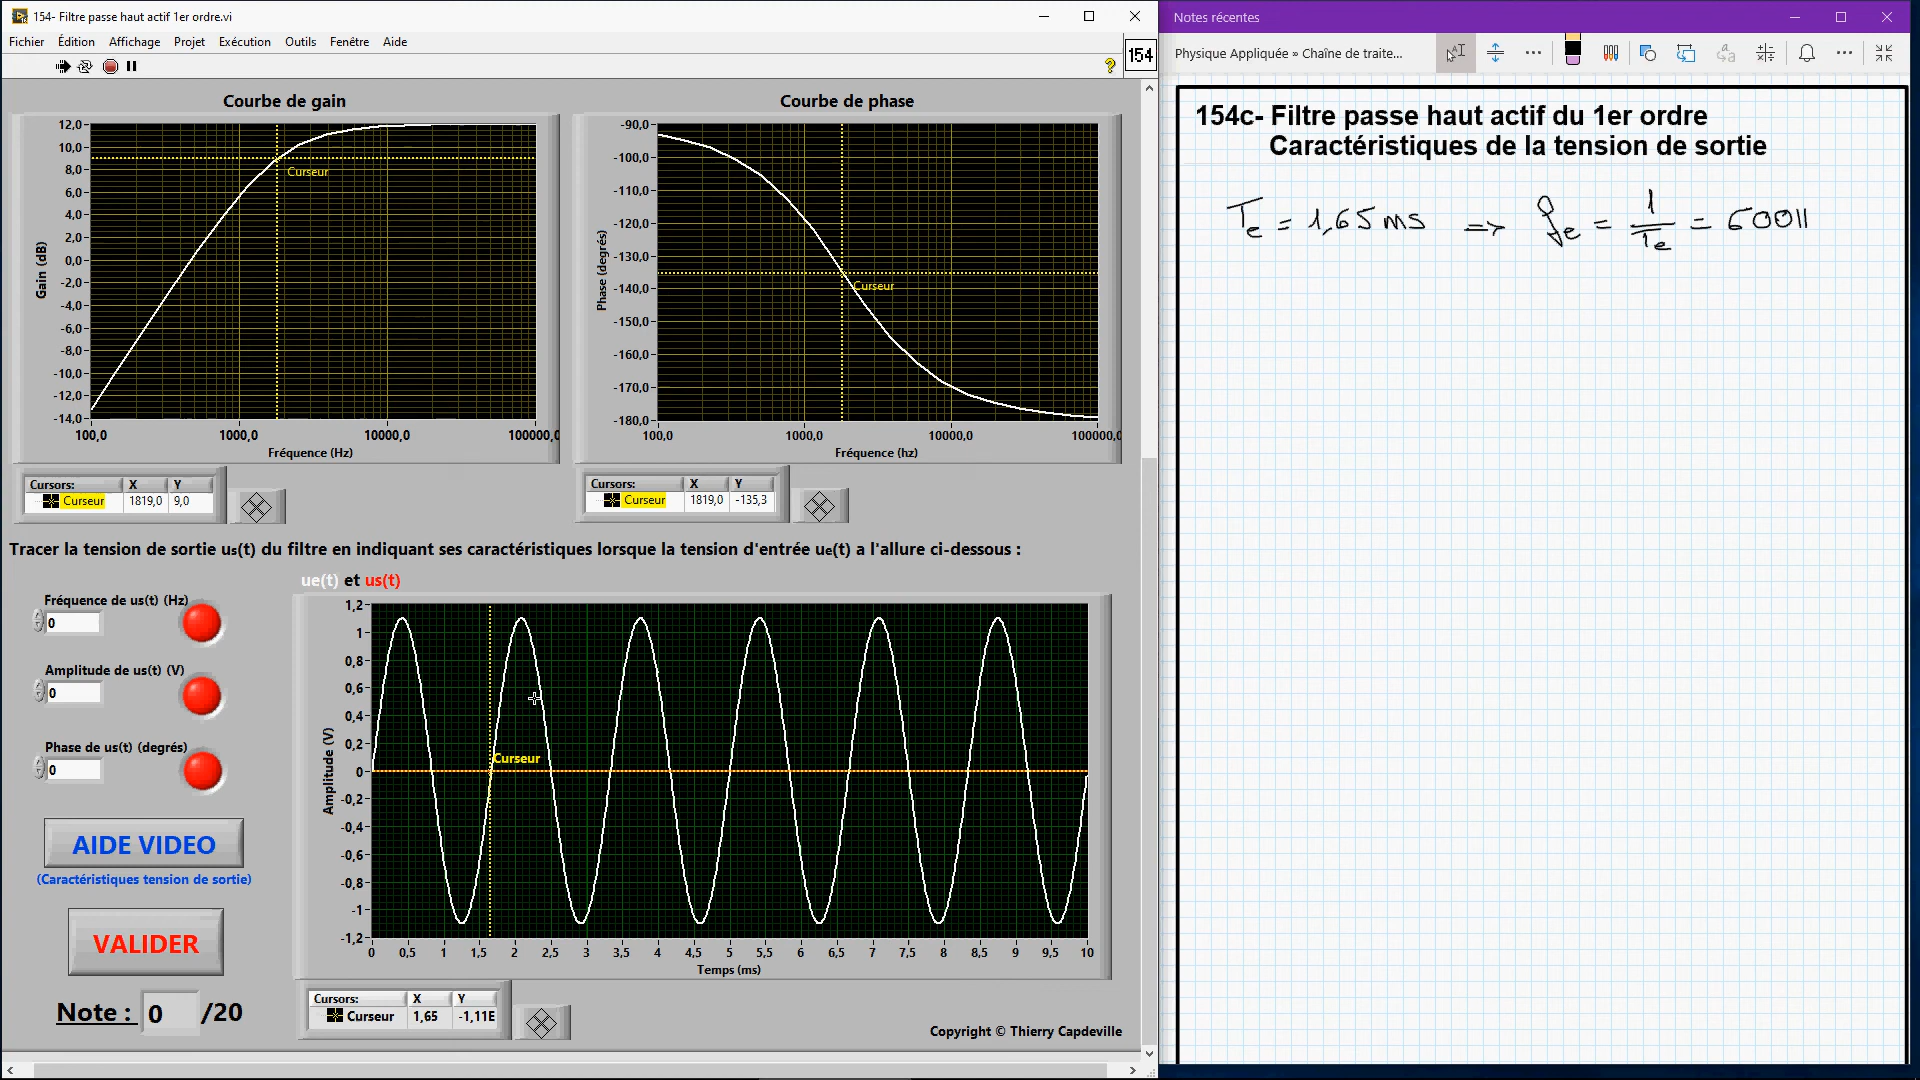 154- Filtre passe haut actif 1er ordre.vi
Fichier Édition Affichage Projet Exécution Outils Fenêtre Aide
154
Courbe de gain
12,0
10,0
8,0
6,0
4,0
2,0
0,0
-2,0
-4,0
-6,0
-8,0
-10,0
-12,0
-14,0
Gain (dB)
Curseur
100,0 1000,0 10000,0 100000,0
Fréquence (Hz)
Cursors: X Y
Curseur 1819,0 9,0
Courbe de phase
-90,0
-100,0
-110,0
-120,0
-130,0
-140,0
-150,0
-160,0
-170,0
-180,0
Phase (degrés)
Curseur
100,0 1000,0 10000,0 100000,0
Fréquence (hz)
Cursors: X Y
Curseur 1819,0 -135,3
Tracer la tension de sortie us(t) du filtre en indiquant ses caractéristiques lorsque la tension d'entrée ue(t) a l'allure ci-dessous :
Fréquence de us(t) (Hz)
0
Amplitude de us(t) (V)
0
Phase de us(t) (degrés)
0
AIDE VIDEO
(Caractéristiques tension de sortie)
VALIDER
Note : 0 /20
ue(t) et us(t)
1,2
1
0,8
0,6
0,4
0,2
0
-0,2
-0,4
-0,6
-0,8
-1
-1,2
Amplitude (V)
Curseur
0 0,5 1 1,5 2 2,5 3 3,5 4 4,5 5 5,5 6 6,5 7 7,5 8 8,5 9 9,5 10
Temps (ms)
Cursors: X Y
Curseur 1,65 -1,11E
Copyright © Thierry Capdeville
Notes récentes
Physique Appliquée » Chaîne de traite...
154c- Filtre passe haut actif du 1er ordre
Caractéristiques de la tension de sortie
Te = 1,65 ms => fe = 1/Te = 600